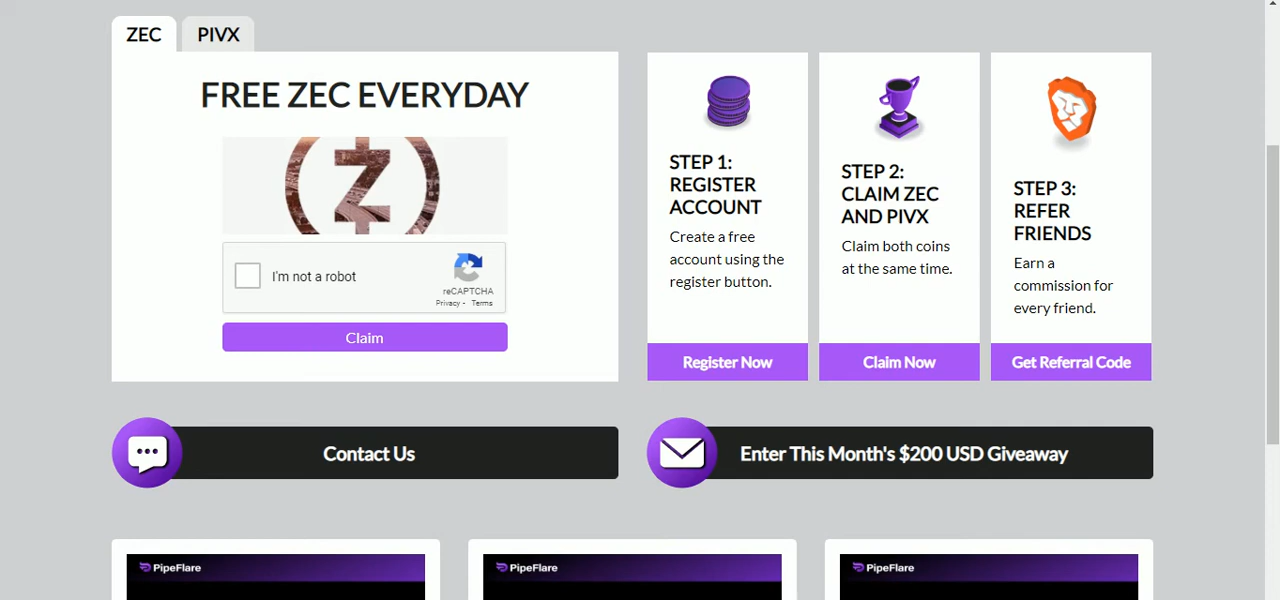 ZEC
PIVX
FREE ZEC EVERYDAY
I'm not a robot
reCAPTCHA
Privacy - Terms
Claim
STEP 1:
REGISTER
ACCOUNT
Create a free
account using the
register button.
Register Now
STEP 2:
CLAIM ZEC
AND PIVX
Claim both coins
at the same time.
Claim Now
STEP 3:
REFER
FRIENDS
Earn a
commission for
every friend.
Get Referral Code
Contact Us
Enter This Month's $200 USD Giveaway
PipeFlare
PipeFlare
PipeFlare